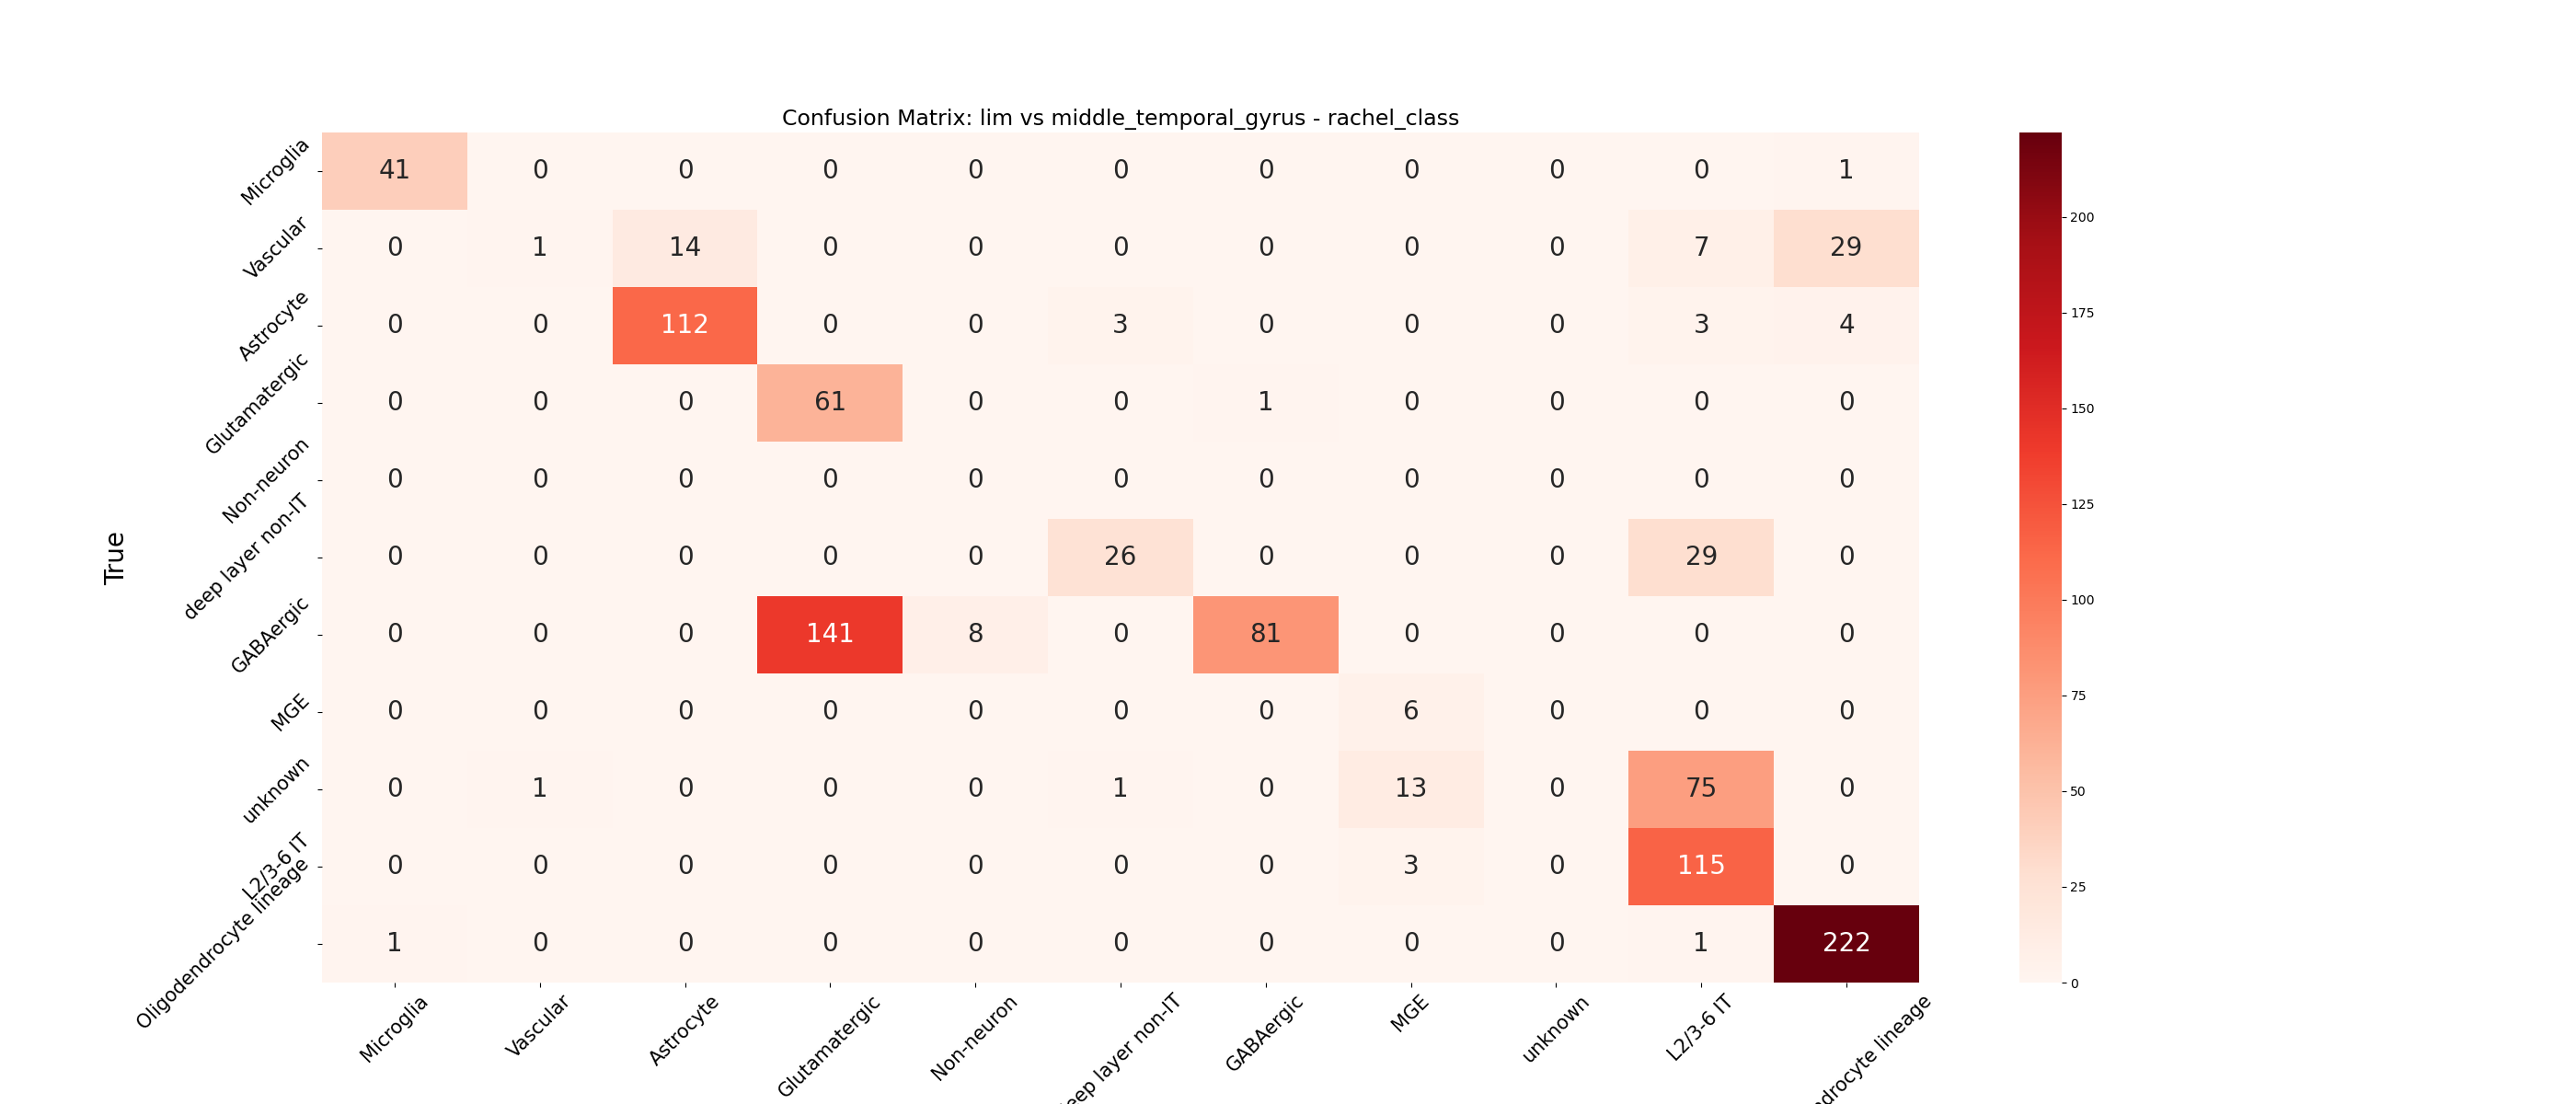 Confusion Matrix: lim vs middle_temporal_gyrus - rachel_class
True
Microglia 41 0 0 0 0 0 0 0 0 0 1
Vascular 0 1 14 0 0 0 0 0 0 7 29
Astrocyte 0 0 112 0 0 3 0 0 0 3 4
Glutamatergic 0 0 0 61 0 0 1 0 0 0 0
Non-neuron 0 0 0 0 0 0 0 0 0 0 0
deep layer non-IT 0 0 0 0 0 26 0 0 0 29 0
GABAergic 0 0 0 141 8 0 81 0 0 0 0
MGE 0 0 0 0 0 0 0 6 0 0 0
unknown 0 1 0 0 0 1 0 13 0 75 0
L2/3-6 IT 0 0 0 0 0 0 0 3 0 115 0
Oligodendrocyte lineage 1 0 0 0 0 0 0 0 0 1 222
Microglia Vascular Astrocyte Glutamatergic Non-neuron eep layer non-IT GABAergic MGE unknown L2/3-6 IT ndrocyte lineage
200
175
150
125
100
75
50
25
0